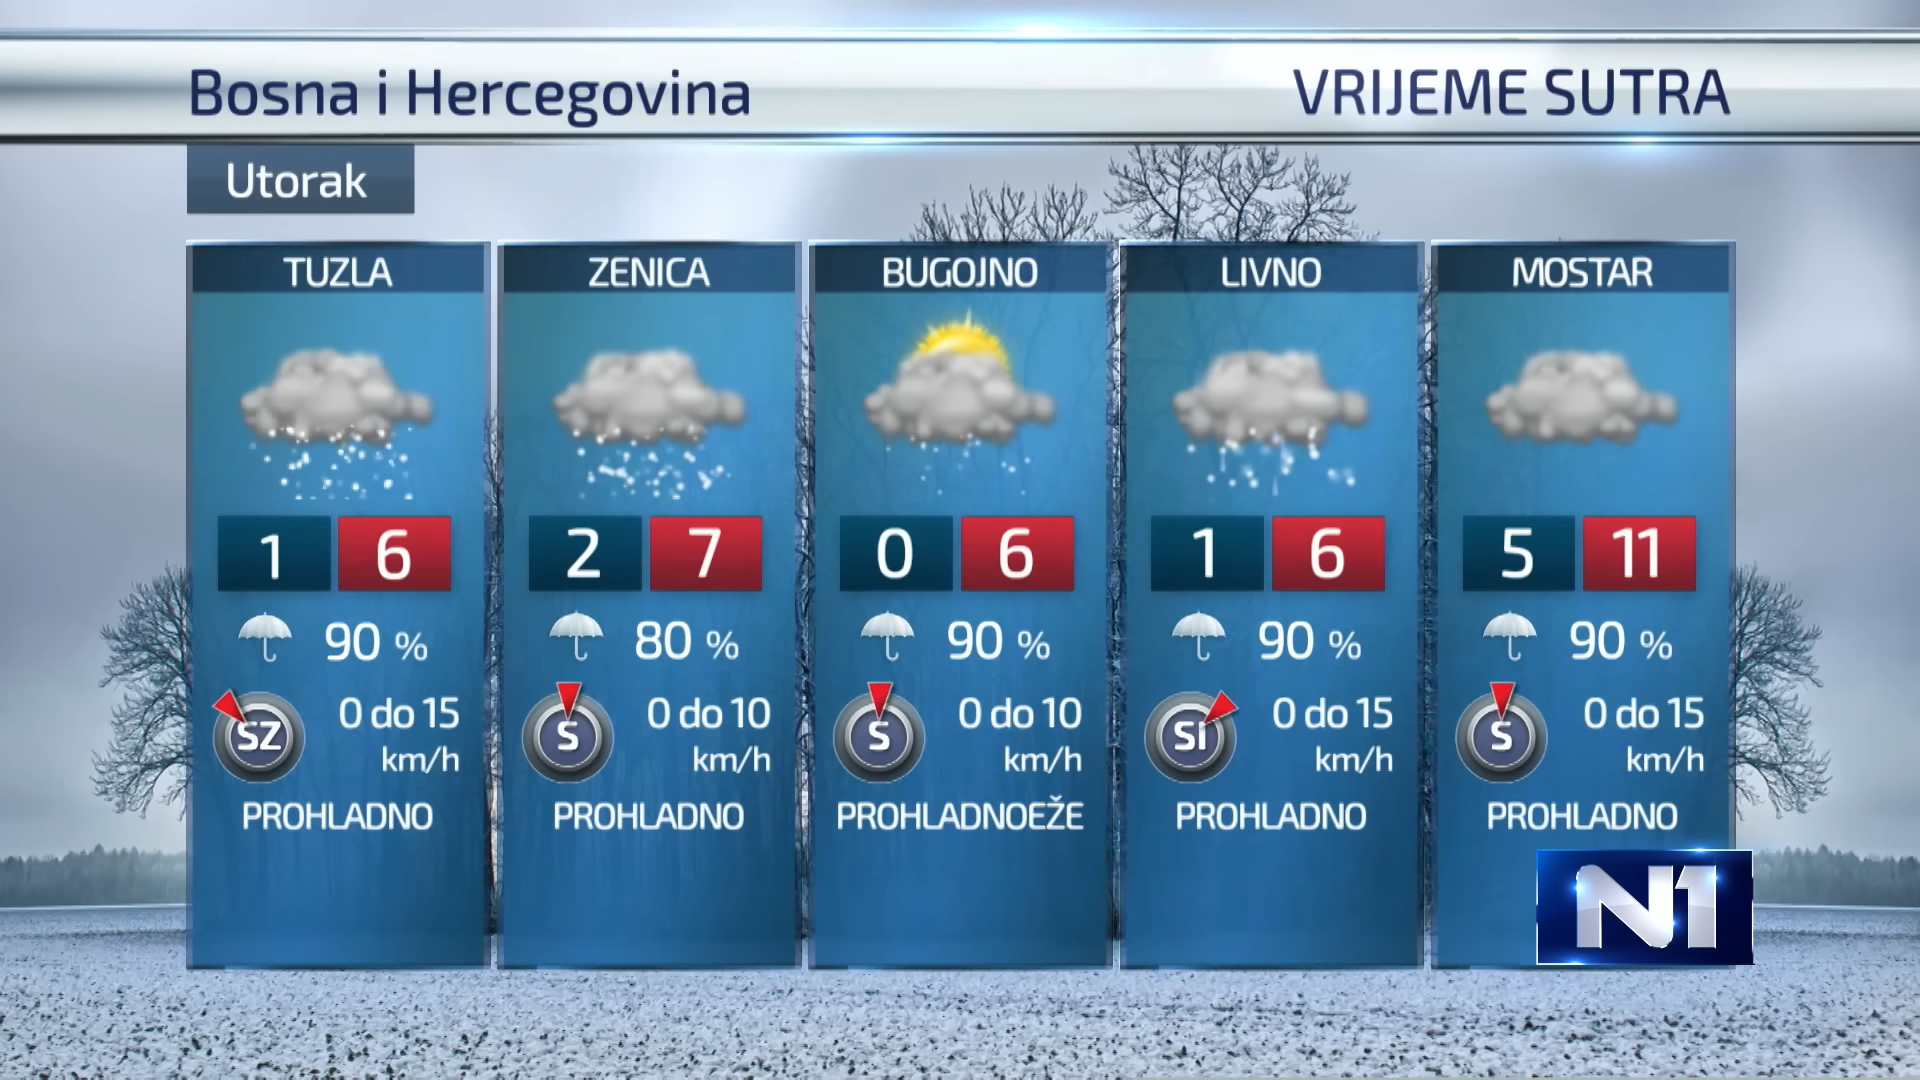 Bosna i Hercegovina
VRIJEME SUTRA
Utorak
TUZLA
1 6
90 %
SZ
0 do 15
km/h
PROHLADNO
ZENICA
2 7
80 %
S
0 do 10
km/h
PROHLADNO
BUGOJNO
0 6
90 %
S
0 do 10
km/h
PROHLADNOEŽE
LIVNO
1 6
90 %
SI
0 do 15
km/h
PROHLADNO
MOSTAR
5 11
90 %
S
0 do 15
km/h
PROHLADNO
N1